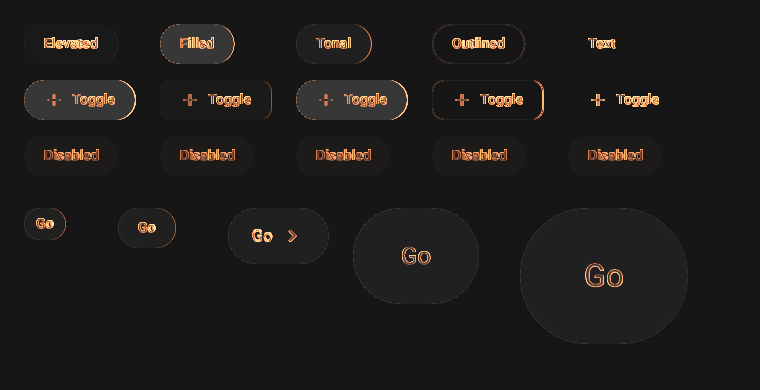 Elevated Filled Tonal Outlined Text
Toggle Toggle Toggle Toggle Toggle
Disabled Disabled Disabled Disabled Disabled
Go Go Go Go Go